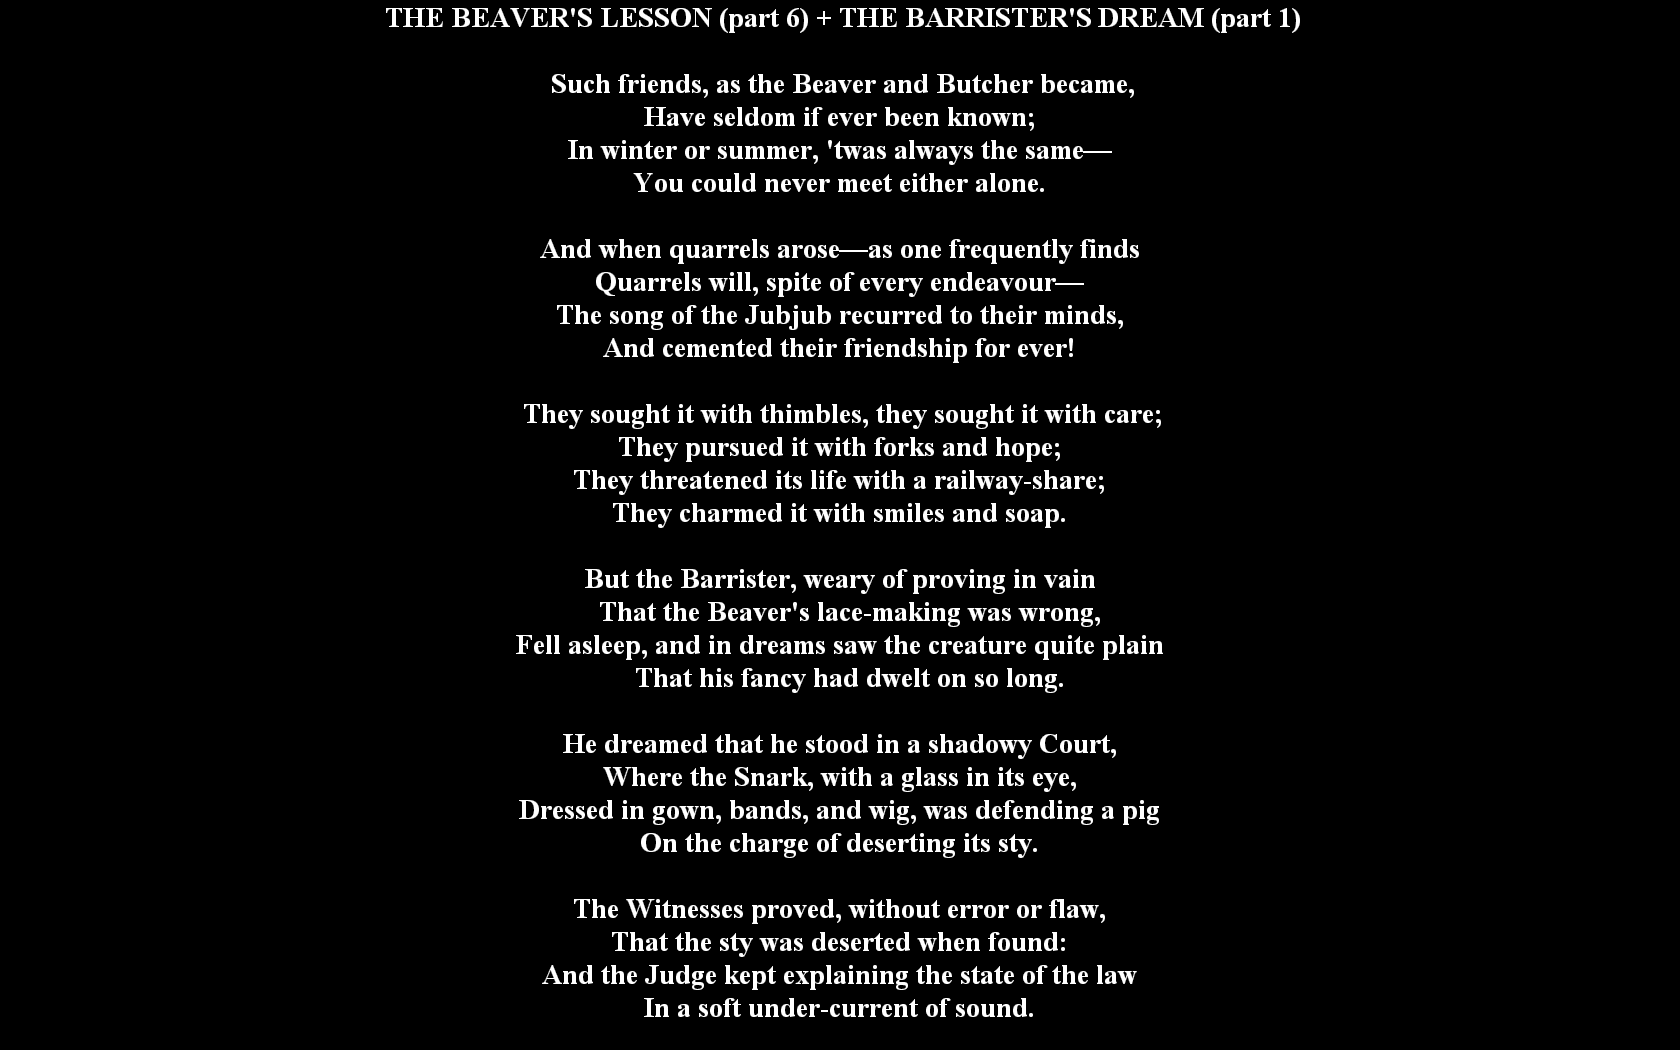 THE BEAVER'S LESSON (part 6) + THE BARRISTER'S DREAM (part 1)

Such friends, as the Beaver and Butcher became,
Have seldom if ever been known;
In winter or summer, 'twas always the same—
You could never meet either alone.

And when quarrels arose—as one frequently finds
Quarrels will, spite of every endeavour—
The song of the Jubjub recurred to their minds,
And cemented their friendship for ever!

They sought it with thimbles, they sought it with care;
They pursued it with forks and hope;
They threatened its life with a railway-share;
They charmed it with smiles and soap.

But the Barrister, weary of proving in vain
That the Beaver's lace-making was wrong,
Fell asleep, and in dreams saw the creature quite plain
That his fancy had dwelt on so long.

He dreamed that he stood in a shadowy Court,
Where the Snark, with a glass in its eye,
Dressed in gown, bands, and wig, was defending a pig
On the charge of deserting its sty.

The Witnesses proved, without error or flaw,
That the sty was deserted when found:
And the Judge kept explaining the state of the law
In a soft under-current of sound.